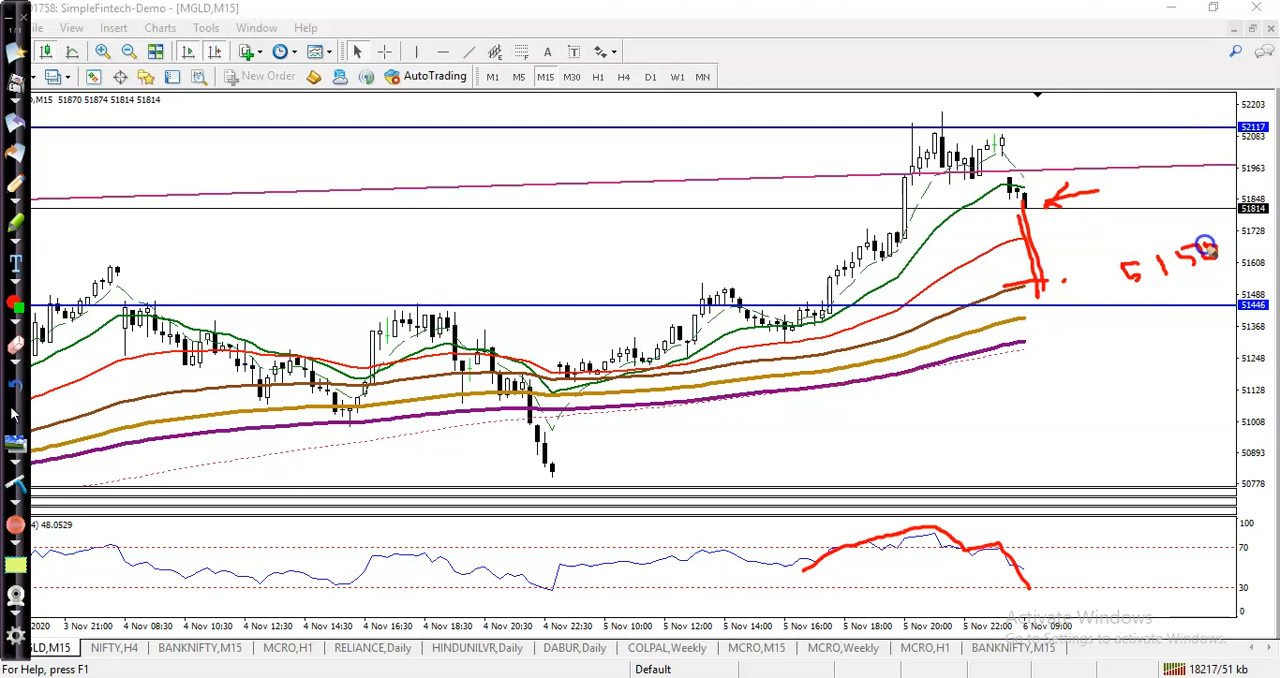 01758: SimpleFintech-Demo - [MGLD,M15]
1/1 ile View Insert Charts Tools Window Help
New Order AutoTrading M1 M5 M15 M30 H1 H4 D1 W1 MN
D,M15 51870 51874 51814 51814
52203
52117
52083
51963
51848
51814
51728
51608
51488
51446
51368
51248
51128
51008
50893
50778
4) 48.0529
100
70
30
0
2020 3 Nov 21:00 4 Nov 08:30 4 Nov 10:30 4 Nov 12:30 4 Nov 14:30 4 Nov 16:30 4 Nov 18:30 4 Nov 20:30 4 Nov 22:30 5 Nov 10:00 5 Nov 12:00 5 Nov 14:00 5 Nov 16:00 5 Nov 18:00 5 Nov 20:00 5 Nov 22:00 6 Nov 09:00
Activate Windows
Go to Settings to activate Windows.
GLD,M15 NIFTY,H4 BANKNIFTY,M15 MCRO,H1 RELIANCE,Daily HINDUNILVR,Daily DABUR,Daily COLPAL,Weekly MCRO,M15 MCRO,Weekly MCRO,H1 BANKNIFTY,M15
For Help, press F1 Default 18217/51 kb